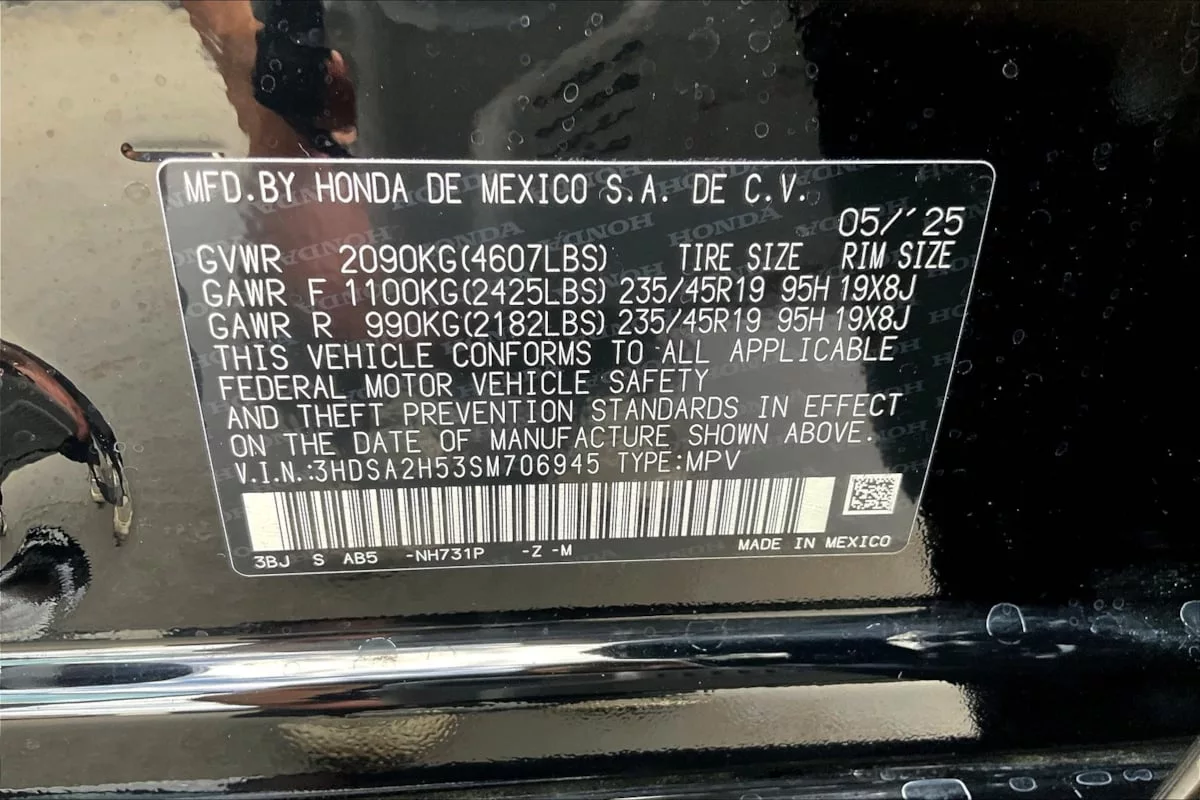 MFD.BY HONDA DE MEXICO S.A. DE C.V.
05/'25
GVWR 2090KG(4607LBS) TIRE SIZE RIM SIZE
GAWR F 1100KG(2425LBS) 235/45R19 95H 19X8J
GAWR R 990KG(2182LBS) 235/45R19 95H 19X8J
THIS VEHICLE CONFORMS TO ALL APPLICABLE
FEDERAL MOTOR VEHICLE SAFETY
AND THEFT PREVENTION STANDARDS IN EFFECT
ON THE DATE OF MANUFACTURE SHOWN ABOVE.
V.I.N.:3HDSA2H53SM706945 TYPE:MPV
3BJ S AB5 -NH731P -Z -M MADE IN MEXICO